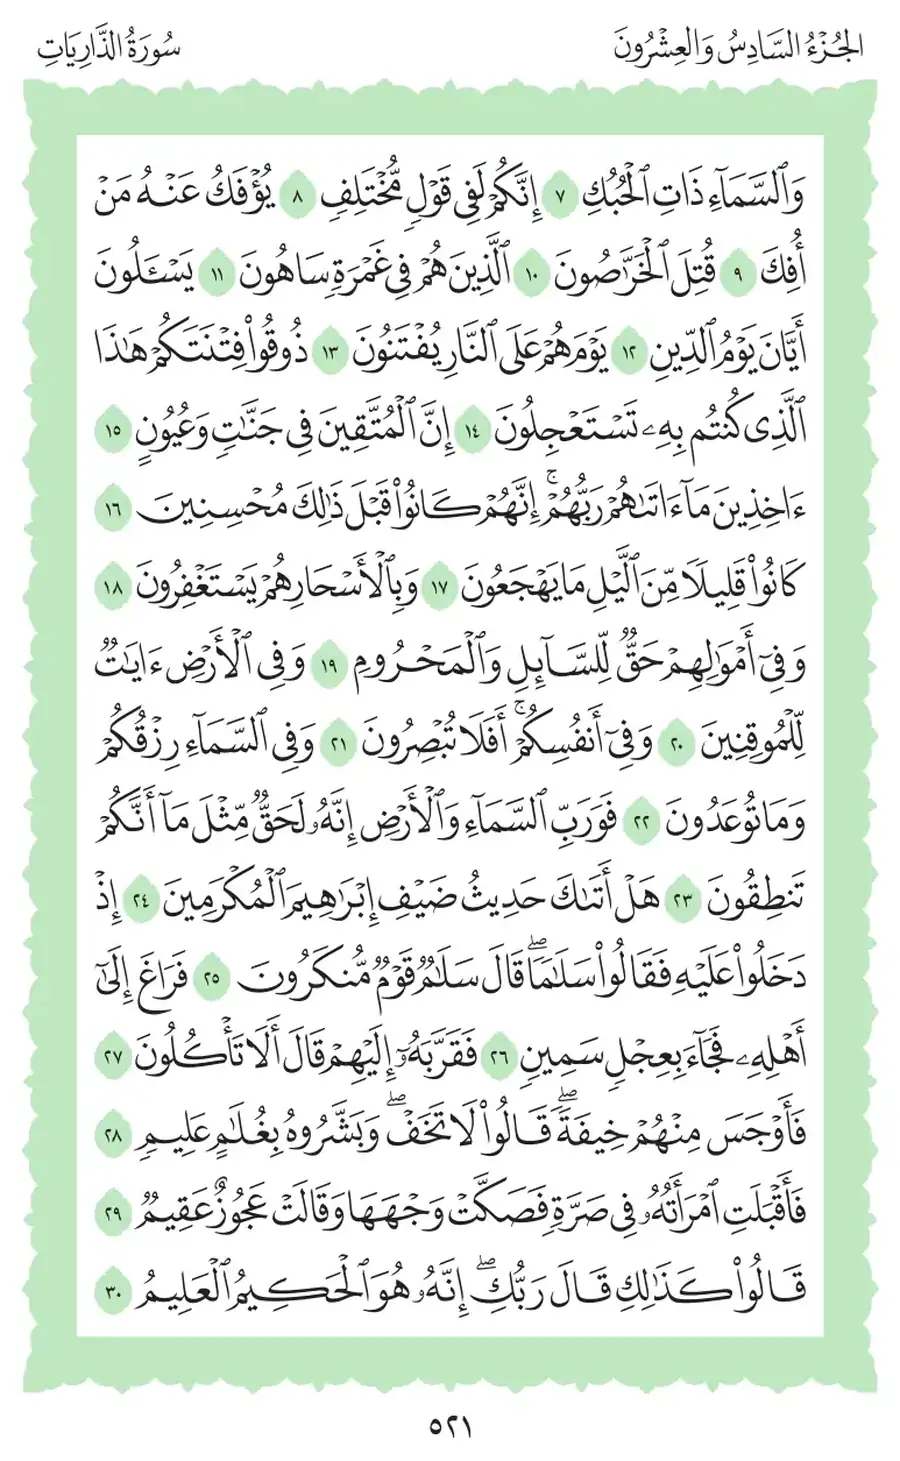 الجُزْءُ السَّادِسُ وَالعِشْرُونَ
سُورَةُ الذَّارِيَاتِ
وَٱلسَّمَآءِ ذَاتِ ٱلْحُبُكِ ٧ إِنَّكُمْ لَفِى قَوْلٍ مُّخْتَلِفٍ ٨ يُؤْفَكُ عَنْهُ مَنْ
أُفِكَ ٩ قُتِلَ ٱلْخَرَّٰصُونَ ١٠ ٱلَّذِينَ هُمْ فِى غَمْرَةٍ سَاهُونَ ١١ يَسْـَٔلُونَ
أَيَّانَ يَوْمُ ٱلدِّينِ ١٢ يَوْمَ هُمْ عَلَى ٱلنَّارِ يُفْتَنُونَ ١٣ ذُوقُوا۟ فِتْنَتَكُمْ هَـٰذَا
ٱلَّذِى كُنتُم بِهِۦ تَسْتَعْجِلُونَ ١٤ إِنَّ ٱلْمُتَّقِينَ فِى جَنَّـٰتٍ وَعُيُونٍ ١٥
ءَاخِذِينَ مَآ ءَاتَىٰهُمْ رَبُّهُمْ ۚ إِنَّهُمْ كَانُوا۟ قَبْلَ ذَٰلِكَ مُحْسِنِينَ ١٦
كَانُوا۟ قَلِيلًا مِّنَ ٱلَّيْلِ مَا يَهْجَعُونَ ١٧ وَبِٱلْأَسْحَارِ هُمْ يَسْتَغْفِرُونَ ١٨
وَفِىٓ أَمْوَٰلِهِمْ حَقٌّ لِّلسَّآئِلِ وَٱلْمَحْرُومِ ١٩ وَفِى ٱلْأَرْضِ ءَايَـٰتٌ
لِّلْمُوقِنِينَ ٢٠ وَفِىٓ أَنفُسِكُمْ ۚ أَفَلَا تُبْصِرُونَ ٢١ وَفِى ٱلسَّمَآءِ رِزْقُكُمْ
وَمَا تُوعَدُونَ ٢٢ فَوَرَبِّ ٱلسَّمَآءِ وَٱلْأَرْضِ إِنَّهُۥ لَحَقٌّ مِّثْلَ مَآ أَنَّكُمْ
تَنطِقُونَ ٢٣ هَلْ أَتَىٰكَ حَدِيثُ ضَيْفِ إِبْرَٰهِيمَ ٱلْمُكْرَمِينَ ٢٤ إِذْ
دَخَلُوا۟ عَلَيْهِ فَقَالُوا۟ سَلَـٰمًا ۖ قَالَ سَلَـٰمٌ قَوْمٌ مُّنكَرُونَ ٢٥ فَرَاغَ إِلَىٰٓ
أَهْلِهِۦ فَجَآءَ بِعِجْلٍ سَمِينٍ ٢٦ فَقَرَّبَهُۥٓ إِلَيْهِمْ قَالَ أَلَا تَأْكُلُونَ ٢٧
فَأَوْجَسَ مِنْهُمْ خِيفَةً ۖ قَالُوا۟ لَا تَخَفْ ۖ وَبَشَّرُوهُ بِغُلَـٰمٍ عَلِيمٍ ٢٨
فَأَقْبَلَتِ ٱمْرَأَتُهُۥ فِى صَرَّةٍ فَصَكَّتْ وَجْهَهَا وَقَالَتْ عَجُوزٌ عَقِيمٌ ٢٩
قَالُوا۟ كَذَٰلِكِ قَالَ رَبُّكِ ۖ إِنَّهُۥ هُوَ ٱلْحَكِيمُ ٱلْعَلِيمُ ٣٠
٥٢١